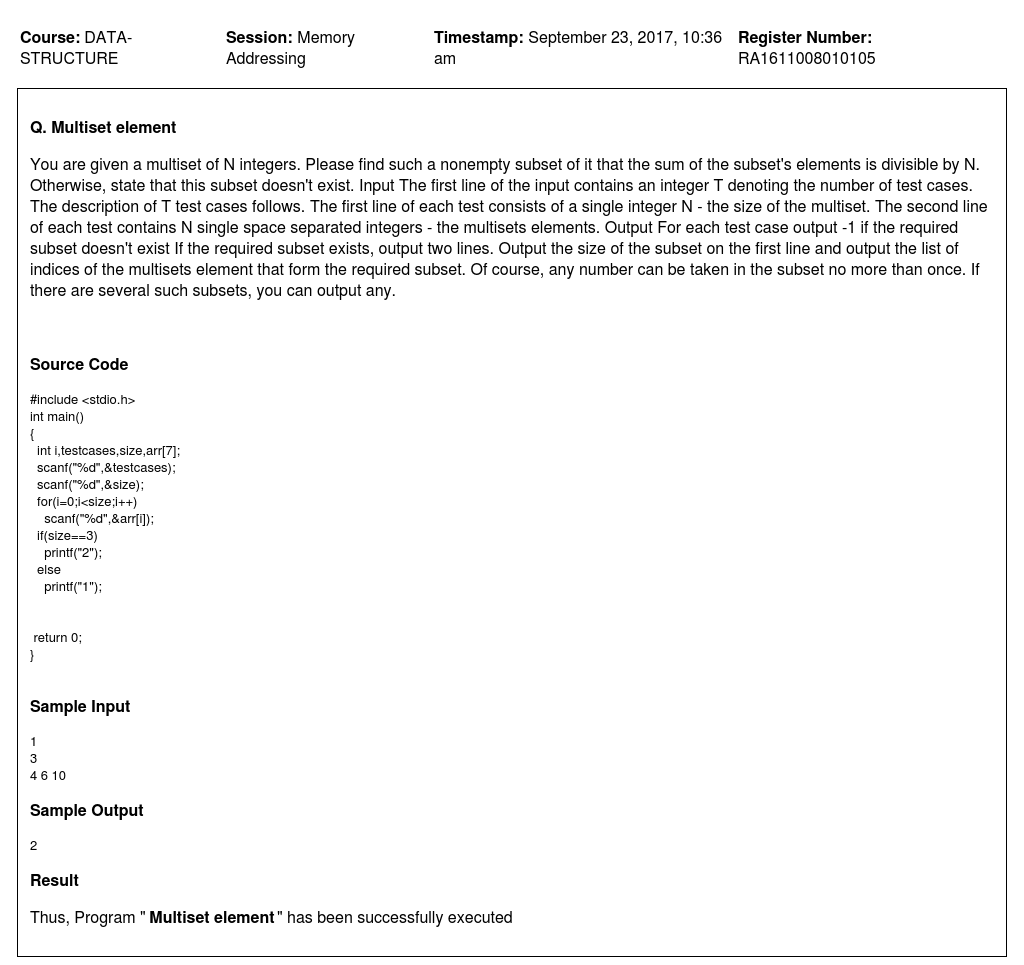 Course: DATA-STRUCTURE
Session: Memory Addressing
Timestamp: September 23, 2017, 10:36 am
Register Number: RA1611008010105
Q. Multiset element
You are given a multiset of N integers. Please find such a nonempty subset of it that the sum of the subset's elements is divisible by N.
Otherwise, state that this subset doesn't exist. Input The first line of the input contains an integer T denoting the number of test cases.
The description of T test cases follows. The first line of each test consists of a single integer N - the size of the multiset. The second line
of each test contains N single space separated integers - the multisets elements. Output For each test case output -1 if the required
subset doesn't exist If the required subset exists, output two lines. Output the size of the subset on the first line and output the list of
indices of the multisets element that form the required subset. Of course, any number can be taken in the subset no more than once. If
there are several such subsets, you can output any.
Source Code
#include <stdio.h>
int main()
{
int i,testcases,size,arr[7];
scanf("%d",&testcases);
scanf("%d",&size);
for(i=0;i<size;i++)
scanf("%d",&arr[i]);
if(size==3)
printf("2");
else
printf("1");
return 0;
}
Sample Input
1
3
4 6 10
Sample Output
2
Result
Thus, Program " Multiset element " has been successfully executed